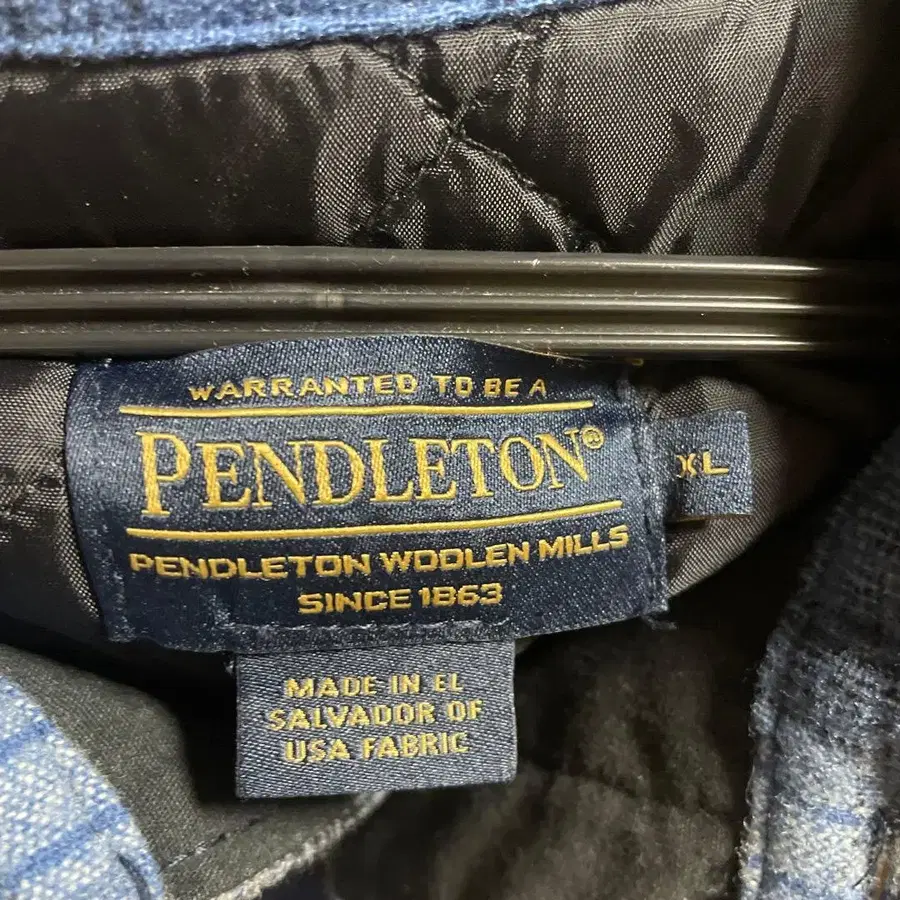 WARRANTED TO BE A
PENDLETON®
XL
PENDLETON WOOLEN MILLS
SINCE 1863
MADE IN EL
SALVADOR OF
USA FABRIC